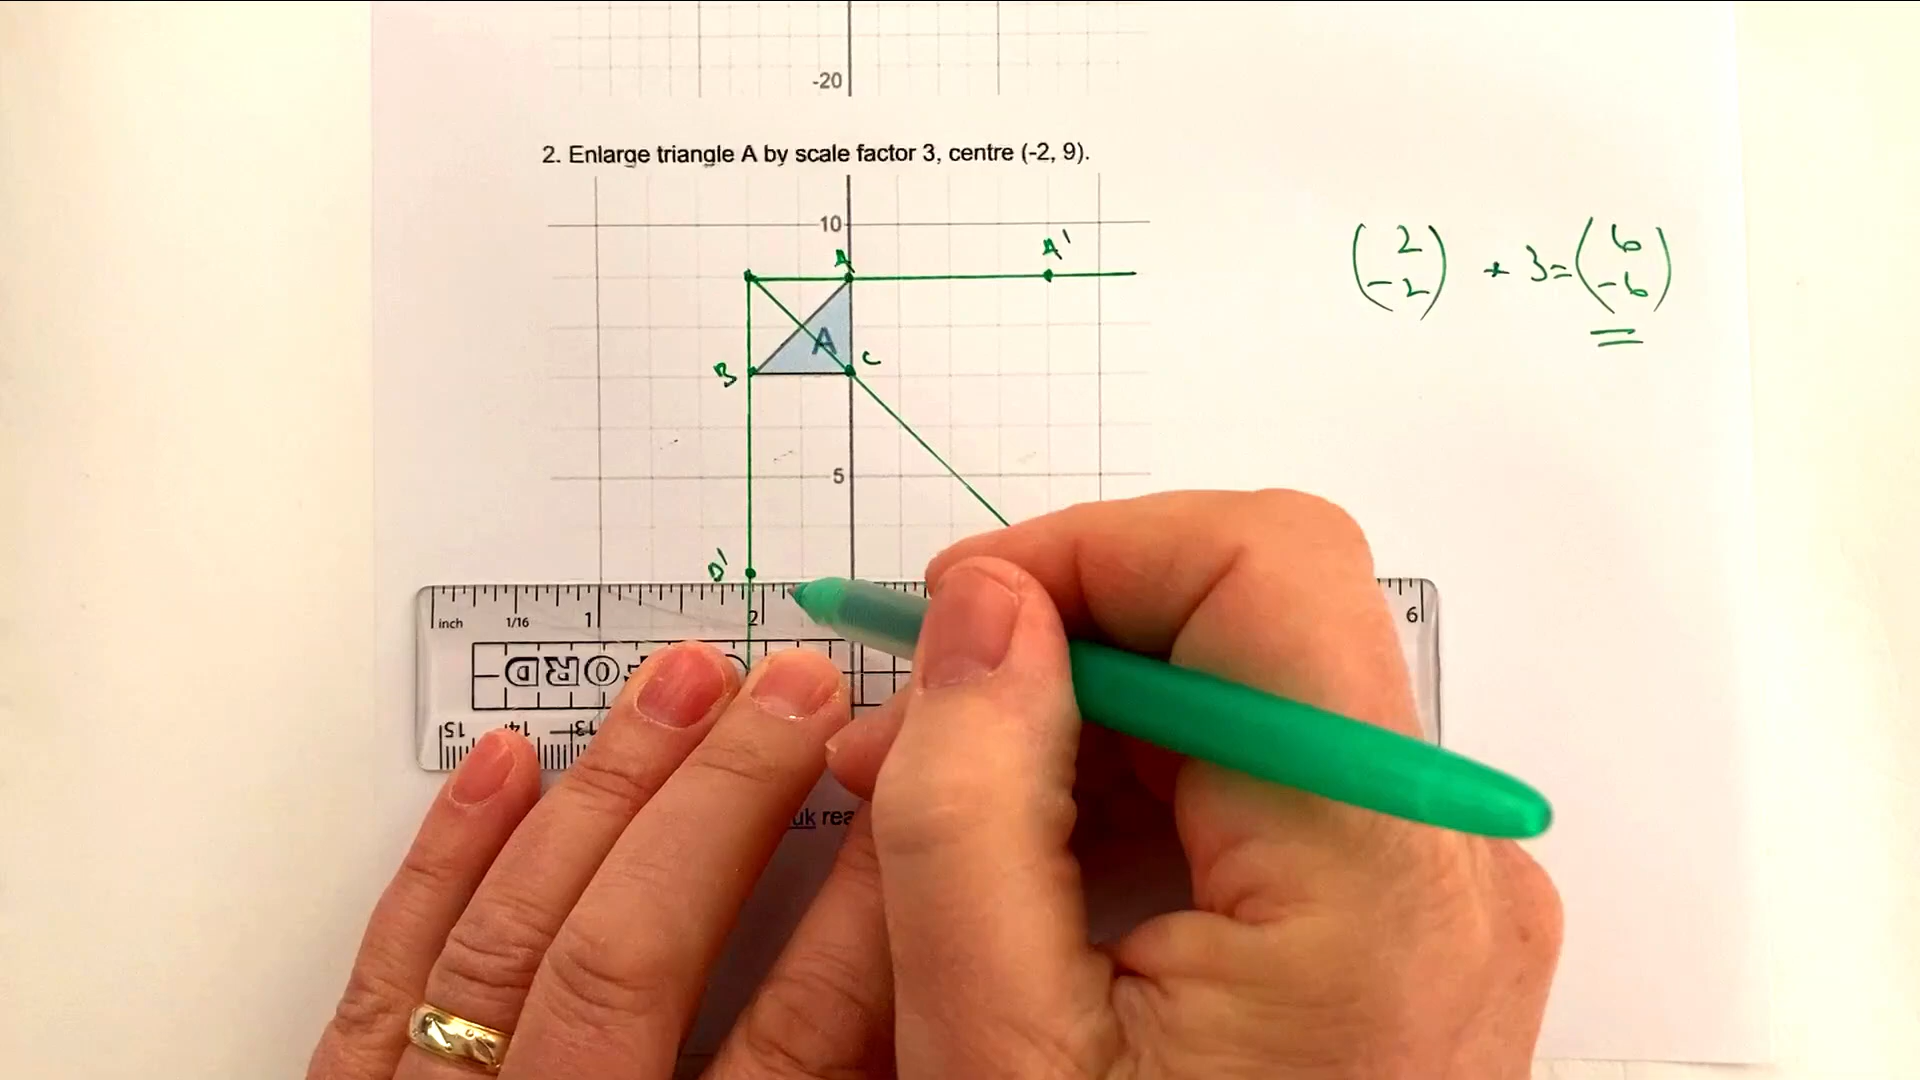 -20
2. Enlarge triangle A by scale factor 3, centre (-2, 9).
10
A
A'
(2 -2) × 3 = (6 -6)
A
B
C
5
B'
inch 1/16 1 2 6
15 14 13
uk rea